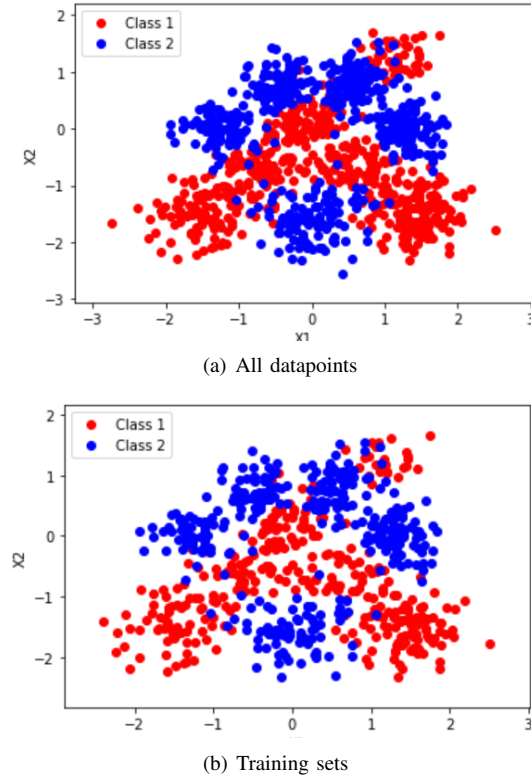 2
Class 1
Class 2
1
0
X2
−1
−2
−3
−3 −2 −1 0 1 2 3
X1
(a) All datapoints
2
Class 1
Class 2
1
0
X2
−1
−2
−2 −1 0 1 2 3
(b) Training sets